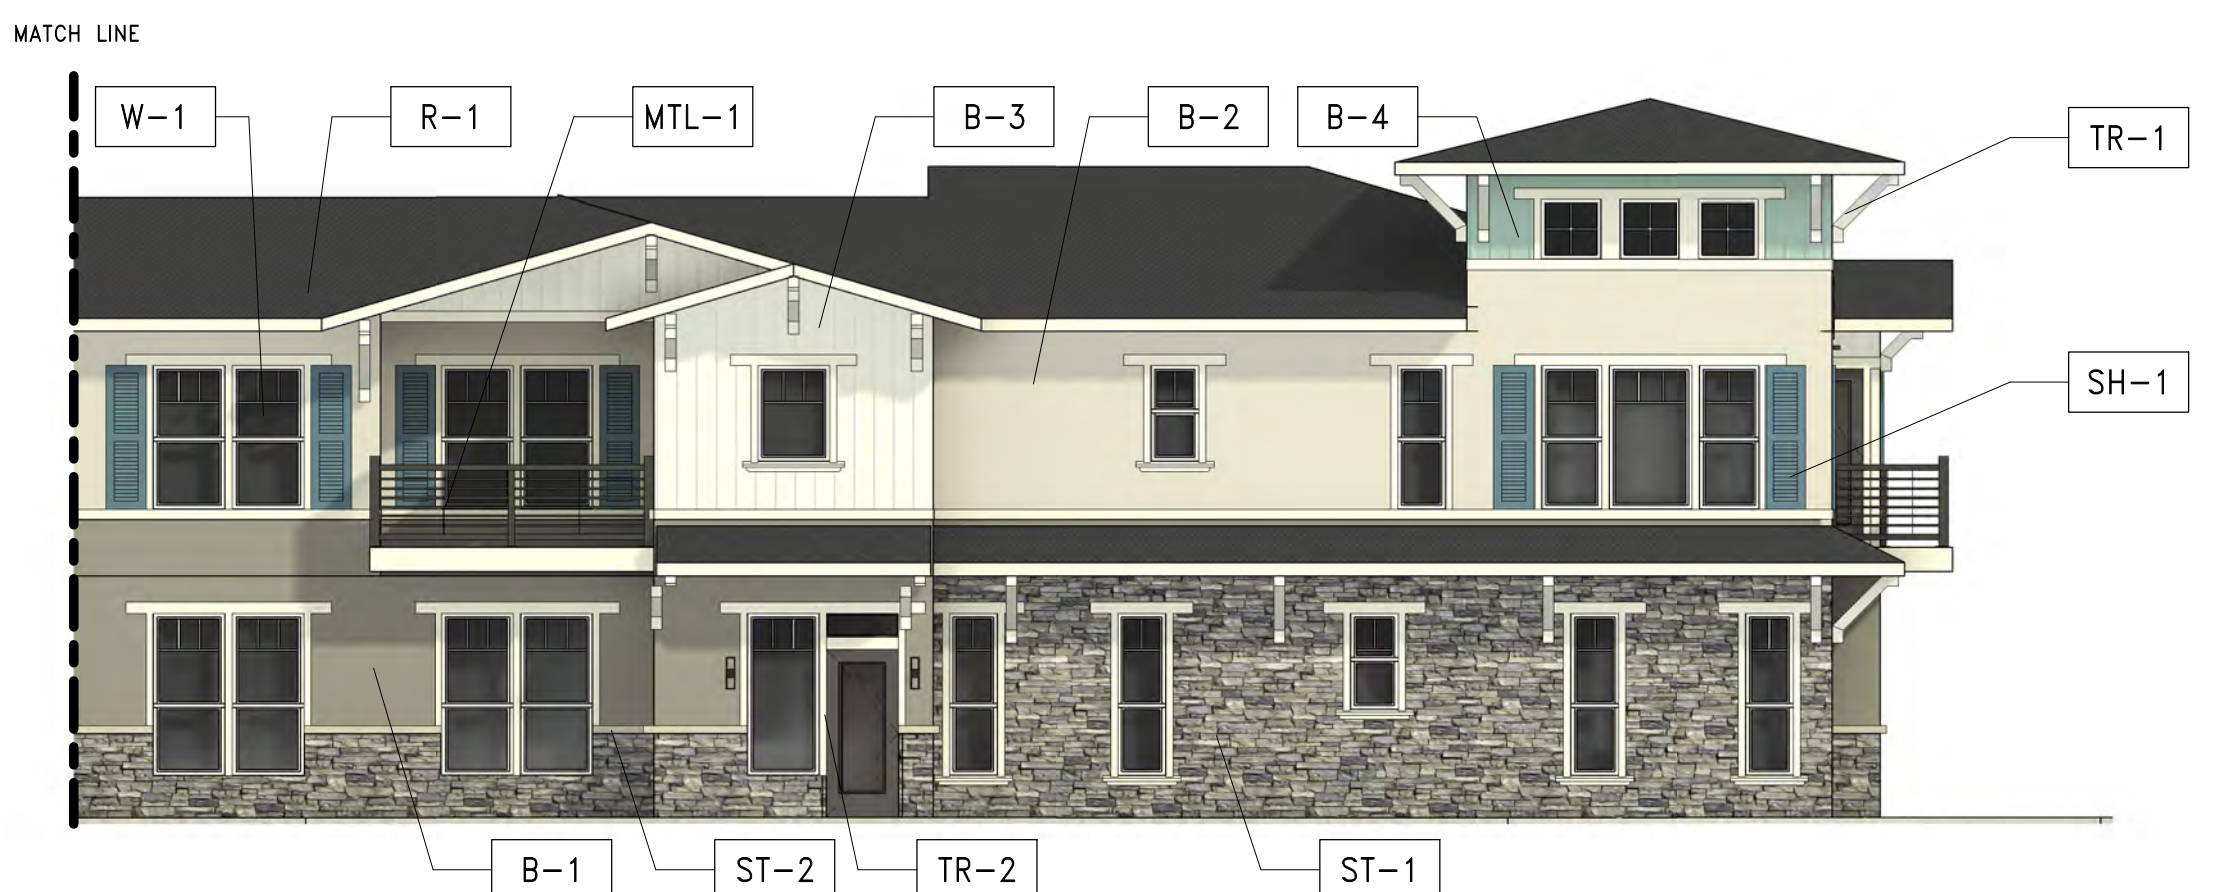 MATCH LINE
W-1
R-1
MTL-1
B-3
B-2
B-4
TR-1
SH-1
B-1
ST-2
TR-2
ST-1